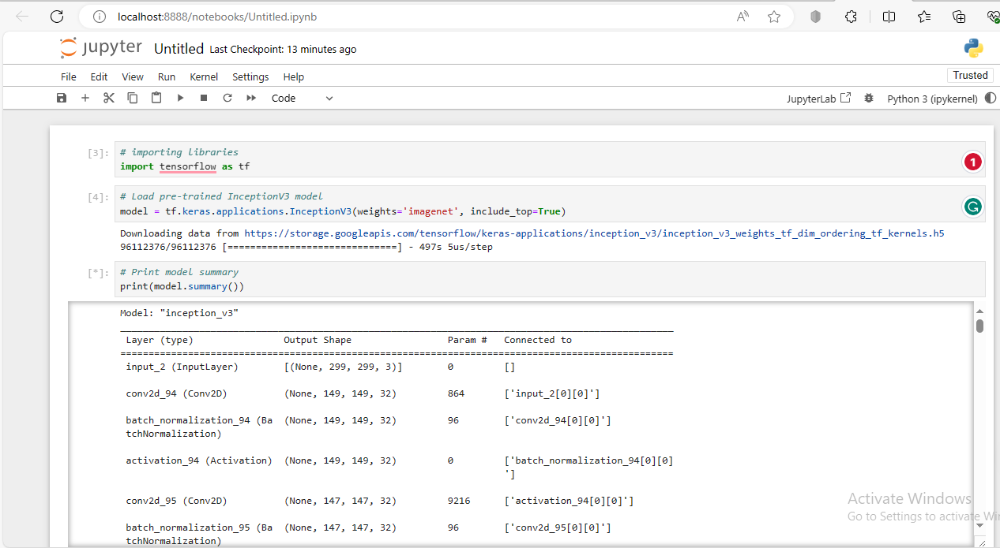 localhost:8888/notebooks/Untitled.ipynb
jupyter Untitled Last Checkpoint: 13 minutes ago
File Edit View Run Kernel Settings Help
Trusted
Code
JupyterLab Python 3 (ipykernel)
[3]: # importing libraries
import tensorflow as tf
1
[4]: # Load pre-trained InceptionV3 model
model = tf.keras.applications.InceptionV3(weights='imagenet', include_top=True)
Downloading data from https://storage.googleapis.com/tensorflow/keras-applications/inception_v3/inception_v3_weights_tf_dim_ordering_tf_kernels.h5
96112376/96112376 [==============================] - 497s 5us/step
[*]: # Print model summary
print(model.summary())
Model: "inception_v3"
Layer (type) Output Shape Param # Connected to
input_2 (InputLayer) [(None, 299, 299, 3)] 0 []
conv2d_94 (Conv2D) (None, 149, 149, 32) 864 ['input_2[0][0]']
batch_normalization_94 (Ba (None, 149, 149, 32) 96 ['conv2d_94[0][0]']
tchNormalization)
activation_94 (Activation) (None, 149, 149, 32) 0 ['batch_normalization_94[0][0]
']
conv2d_95 (Conv2D) (None, 147, 147, 32) 9216 ['activation_94[0][0]']
batch_normalization_95 (Ba (None, 147, 147, 32) 96 ['conv2d_95[0][0]']
tchNormalization)
Activate Windows
Go to Settings to activate Wi